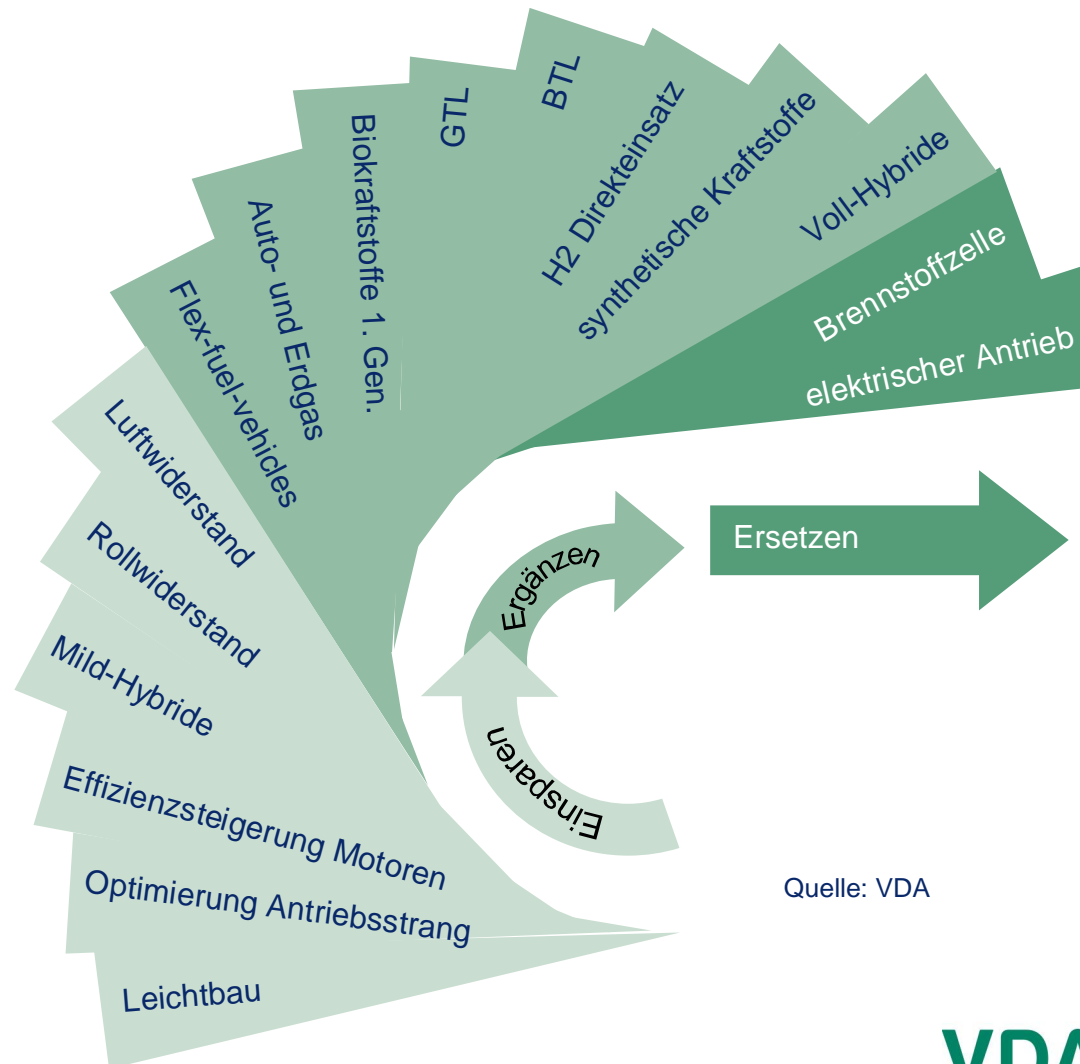 BTL
GTL
H2 Direkteinsatz
synthetische Kraftstoffe
Voll-Hybride
Biokraftstoffe 1. Gen.
Auto- und Erdgas
Flex-fuel-vehicles
Brennstoffzelle
elektrischer Antrieb
Luftwiderstand
Rollwiderstand
Mild-Hybride
Effizienzsteigerung Motoren
Optimierung Antriebsstrang
Leichtbau
Ergänzen
Ersetzen
Einsparen
Quelle: VDA
VDA